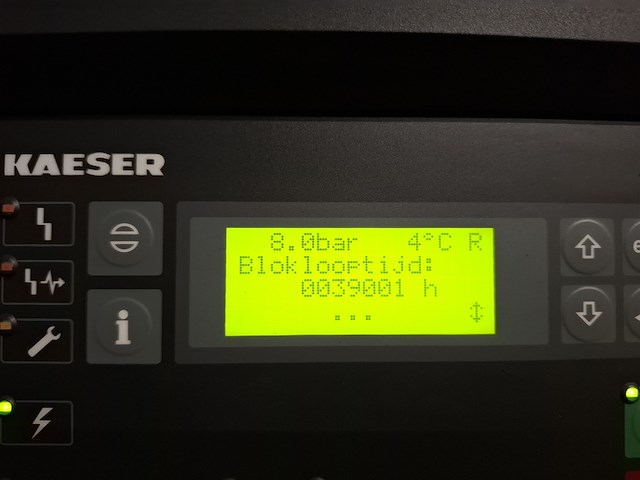 KAESER
8.0bar 4°C R
Bloklooptijd:
0039001 h
...